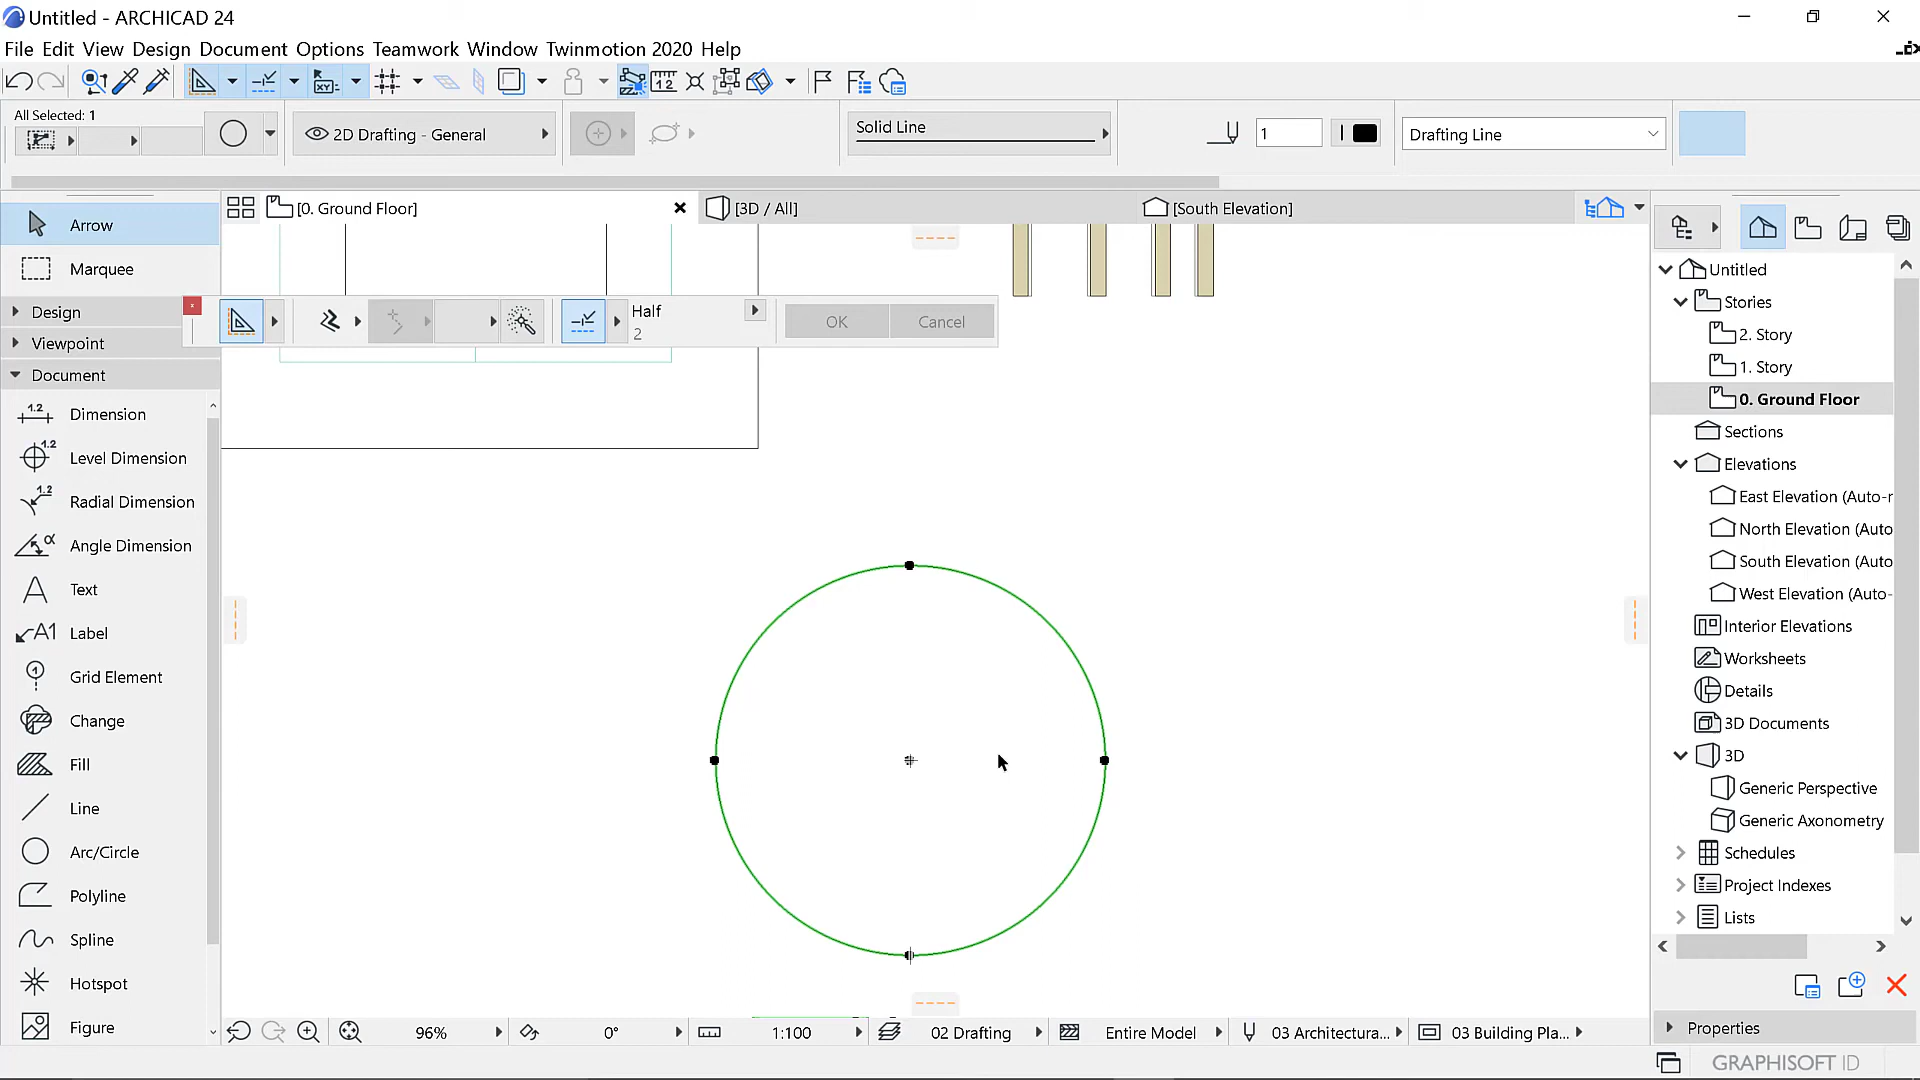 Untitled - ARCHICAD 24
File Edit View Design Document Options Teamwork Window Twinmotion 2020 Help
All Selected: 1
2D Drafting - General
Solid Line
1
Drafting Line
[0. Ground Floor]
[3D / All]
[South Elevation]
Arrow
Marquee
Design
Viewpoint
Document
Dimension
Level Dimension
Radial Dimension
Angle Dimension
Text
Label
Grid Element
Change
Fill
Line
Arc/Circle
Polyline
Spline
Hotspot
Figure
Half
2
OK
Cancel
Untitled
Stories
2. Story
1. Story
0. Ground Floor
Sections
Elevations
East Elevation (Auto-r
North Elevation (Auto
South Elevation (Auto
West Elevation (Auto-
Interior Elevations
Worksheets
Details
3D Documents
3D
Generic Perspective
Generic Axonometry
Schedules
Project Indexes
Lists
Properties
96%
0°
1:100
02 Drafting
Entire Model
03 Architectura...
03 Building Pla...
GRAPHISOFT ID